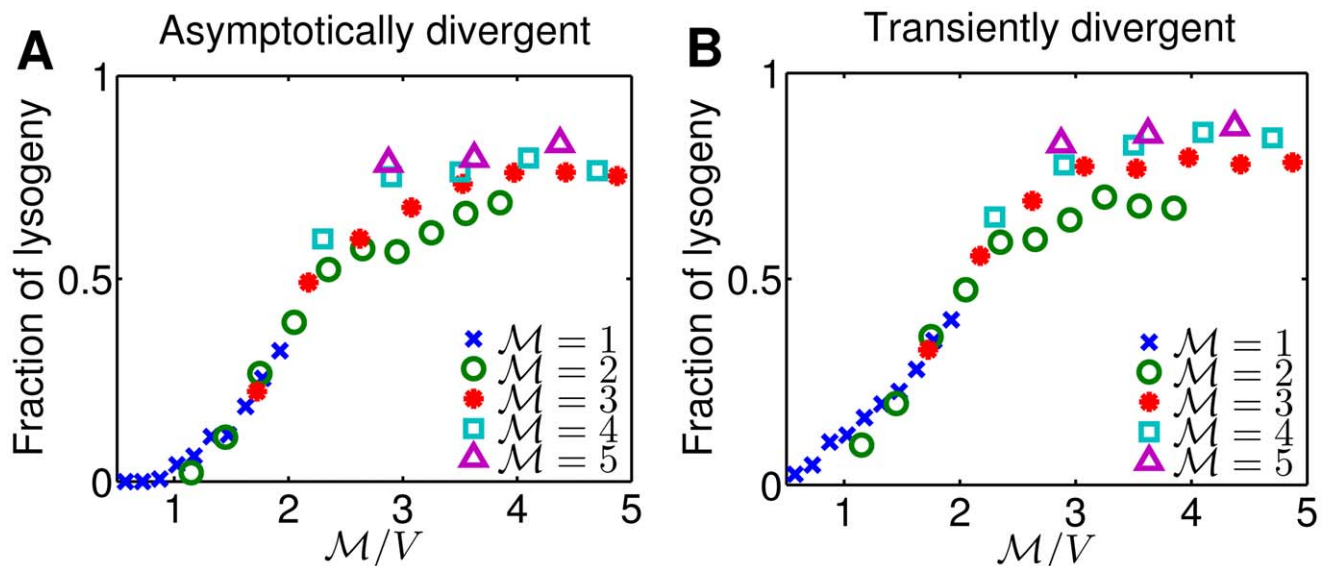 A Asymptotically divergent
Fraction of lysogeny
1
0.5
0
1 2 3 4 5
ℳ/V
ℳ = 1
ℳ = 2
ℳ = 3
ℳ = 4
ℳ = 5
B Transiently divergent
Fraction of lysogeny
1
0.5
0
1 2 3 4 5
ℳ/V
ℳ = 1
ℳ = 2
ℳ = 3
ℳ = 4
ℳ = 5